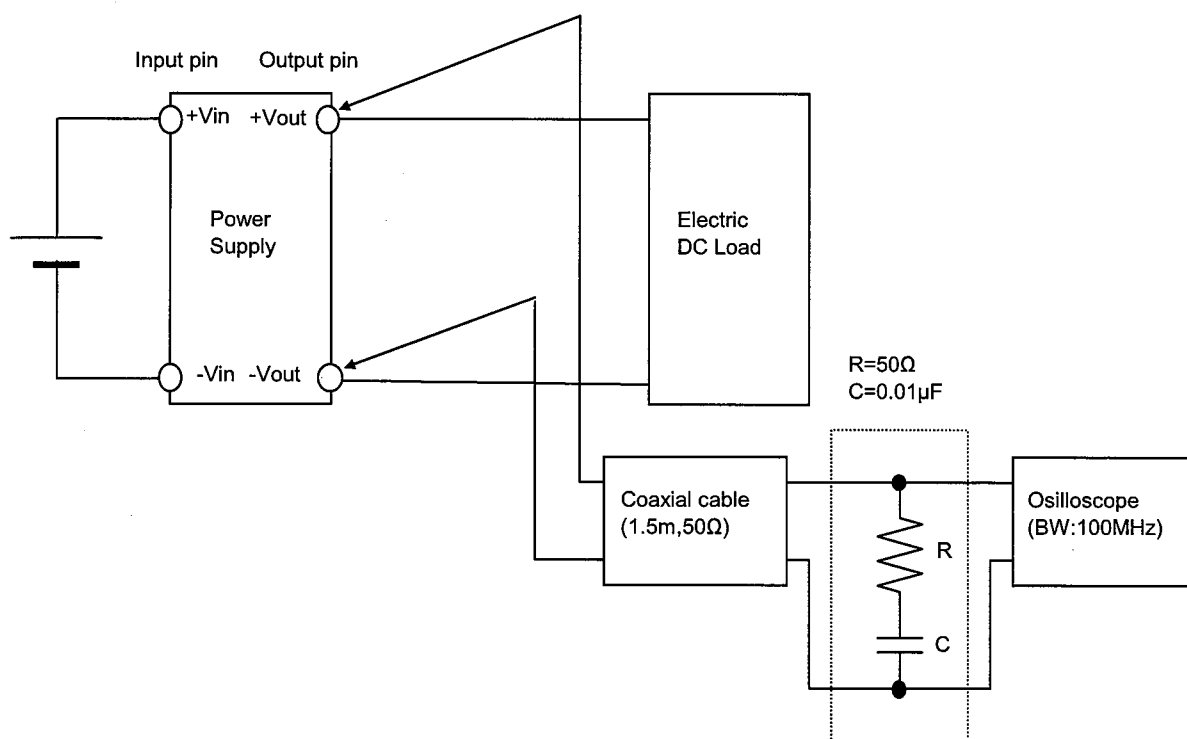 Input pin
Output pin
+Vin
+Vout
Power
Supply
Electric
DC Load
-Vin
-Vout
R=50Ω
C=0.01µF
Coaxial cable
(1.5m,50Ω)
R
C
Osilloscope
(BW:100MHz)